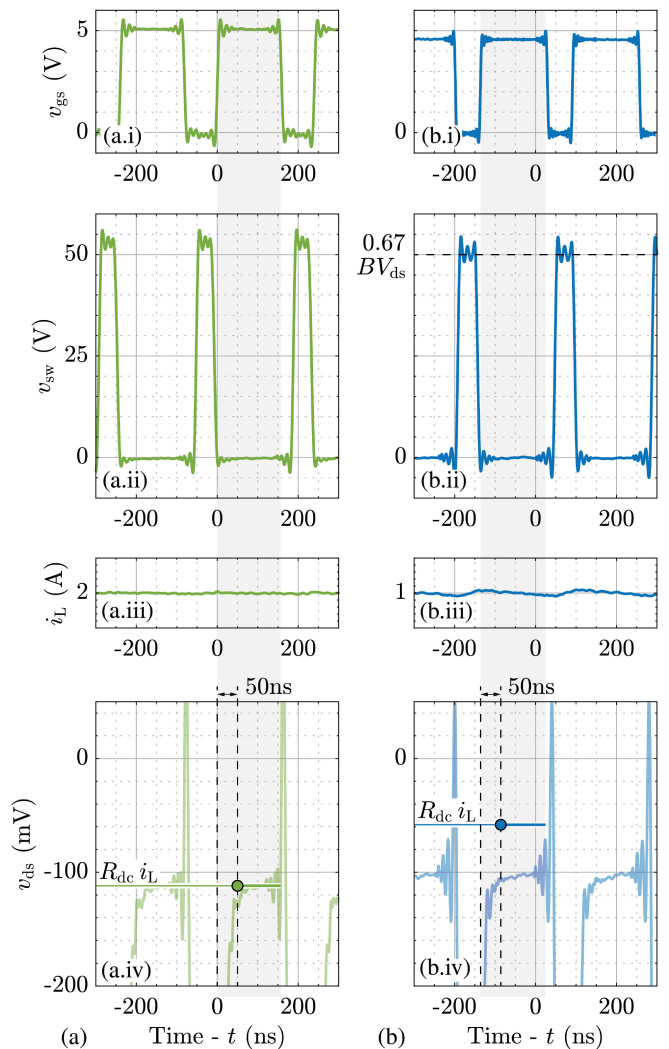 5
v_gs (V)
0
(a.i)
(b.i)
0
-200 0 200
-200 0 200
50
0.67
BV_ds
v_sw (V)
25
0
(a.ii)
(b.ii)
0
-200 0 200
-200 0 200
i_L (A)
2
(a.iii)
1
(b.iii)
-200 0 200
-200 0 200
50ns
50ns
0
0
v_ds (mV)
R_dc i_L
-100
R_dc i_L
-200
(a.iv)
(b.iv)
-200 0 200
-200 0 200
(a) Time - t (ns)
(b) Time - t (ns)